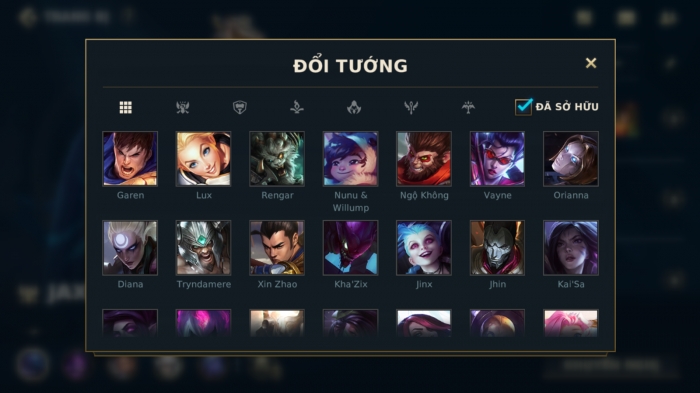 ĐỔI TƯỚNG
ĐÃ SỞ HỮU
Garen Lux Rengar Nunu & Willump Ngộ Không Vayne Orianna
Diana Tryndamere Xin Zhao Kha'Zix Jinx Jhin Kai'Sa